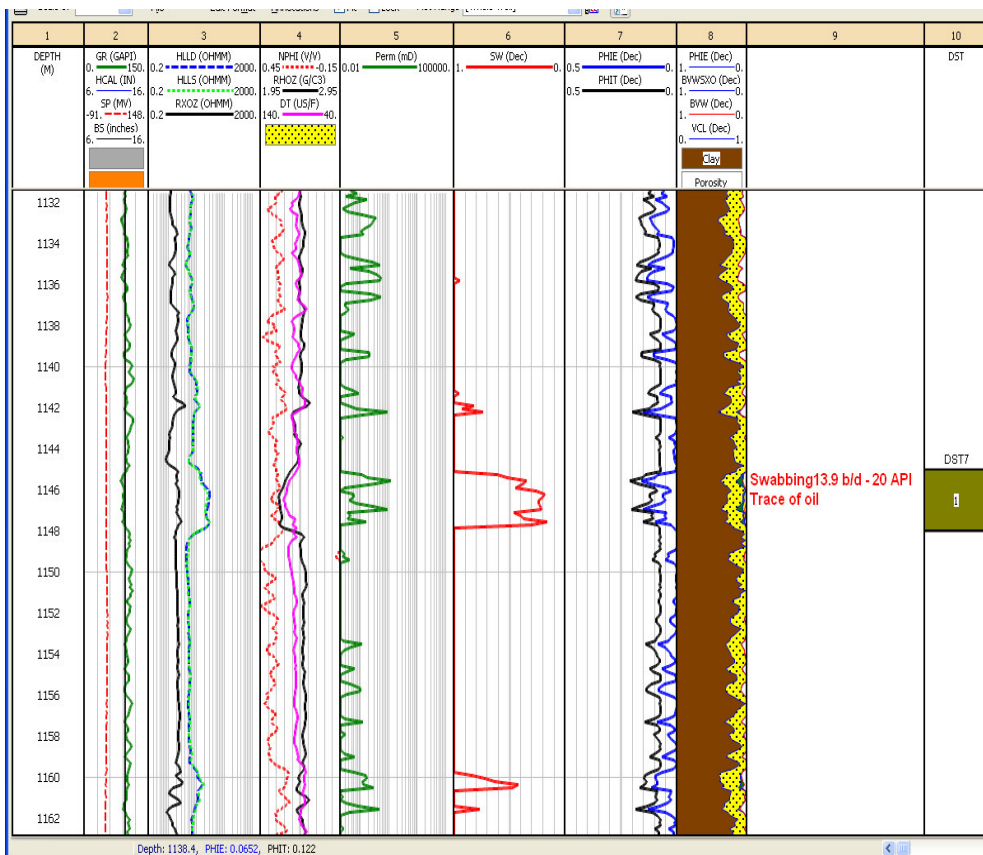 1 2 3 4 5 6 7 8 9 10
DEPTH (M)
GR (GAPI)
0. 150.
HCAL (IN)
6. 16.
SP (MV)
-91. 148.
BS (inches)
6. 16.
HLLD (OHMM)
0.2 2000.
HLLS (OHMM)
0.2 2000.
RXOZ (OHMM)
0.2 2000.
NPHI (V/V)
0.45 -0.15
RHOZ (G/C3)
1.95 2.95
DT (US/F)
140. 40.
Perm (mD)
0.01 100000.
SW (Dec)
1. 0.
PHIE (Dec)
0.5 0.
PHIT (Dec)
0.5 0.
PHIE (Dec)
1. 0.
BVWSXO (Dec)
1. 0.
BVW (Dec)
1. 0.
VCL (Dec)
0. 1.
Clay
Porosity
DST
1132
1134
1136
1138
1140
1142
1144
DST7
1146
Swabbing13.9 b/d - 20 API
Trace of oil
1
1148
1150
1152
1154
1156
1158
1160
1162
Depth: 1138.4, PHIE: 0.0652, PHIT: 0.122